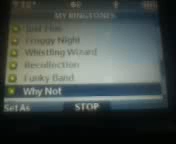 MY RINGTONES
Froggy Night
Whistling Wizard
Recollection
Funky Band
Why Not
Set As STOP